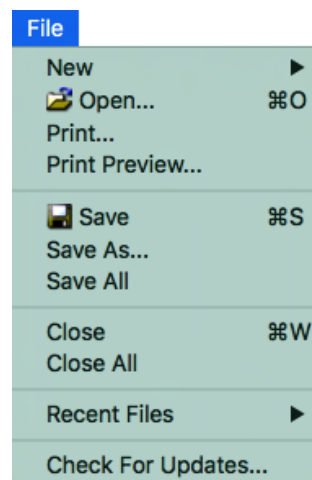 File
New ▶
Open... ⌘O
Print...
Print Preview...
Save ⌘S
Save As...
Save All
Close ⌘W
Close All
Recent Files ▶
Check For Updates...